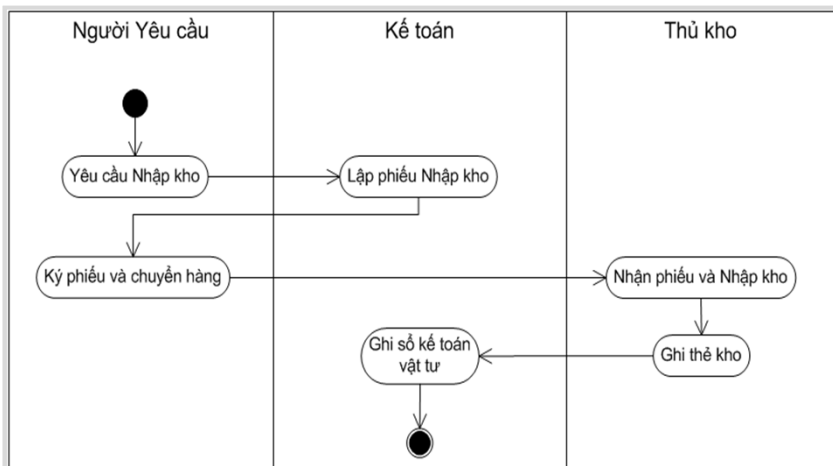 Người Yêu cầu
Kế toán
Thủ kho
Yêu cầu Nhập kho
Lập phiếu Nhập kho
Ký phiếu và chuyển hàng
Nhận phiếu và Nhập kho
Ghi sổ kế toán
vật tư
Ghi thẻ kho